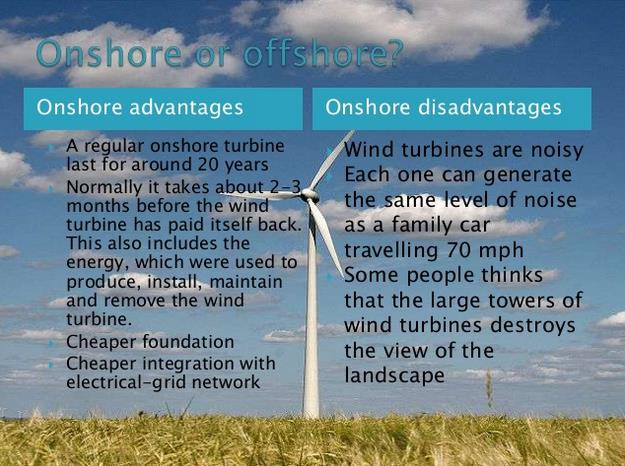 Onshore or offshore?
Onshore advantages
A regular onshore turbine
last for around 20 years
Normally it takes about 2-3
months before the wind
turbine has paid itself back.
This also includes the
energy, which were used to
produce, install, maintain
and remove the wind
turbine.
Cheaper foundation
Cheaper integration with
electrical-grid network
Onshore disadvantages
Wind turbines are noisy
Each one can generate
the same level of noise
as a family car
travelling 70 mph
Some people thinks
that the large towers of
wind turbines destroys
the view of the
landscape